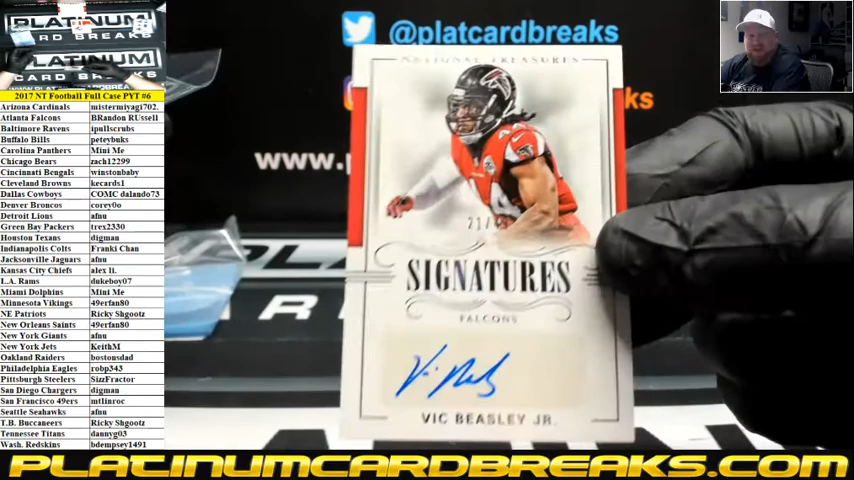 PLATINUM
CARD BREAKS
PLATINUM
CARD BREAKS
2017 NT Football Full Case PYT #6
Arizona Cardinals mistermiyagi702.
Atlanta Falcons BRandon RUssell
Baltimore Ravens ipullscrubs
Buffalo Bills peteybuks
Carolina Panthers Mini Me
Chicago Bears zach12299
Cincinnati Bengals winstonbaby
Cleveland Browns kecards1
Dallas Cowboys COMC dalando73
Denver Broncos corey0o
Detroit Lions afnu
Green Bay Packers trex2330
Houston Texans digman
Indianapolis Colts Franki Chan
Jacksonville Jaguars afnu
Kansas City Chiefs alex li.
L.A. Rams dukeboy07
Miami Dolphins Mini Me
Minnesota Vikings 49erfan80
NE Patriots Ricky Shgootz
New Orleans Saints 49erfan80
New York Giants afnu
New York Jets KeithM
Oakland Raiders bostonsdad
Philadelphia Eagles robp343
Pittsburgh Steelers SizzFractor
San Diego Chargers digman
San Francisco 49ers mtlinroc
Seattle Seahawks afnu
T.B. Buccaneers Ricky Shgootz
Tennessee Titans dannyg03
Wash. Redskins bdempsey1491
@platcardbreaks
www.
NATIONAL TREASURES
SIGNATURES
FALCONS
VIC BEASLEY JR.
PLATINUMCARDBREAKS.COM